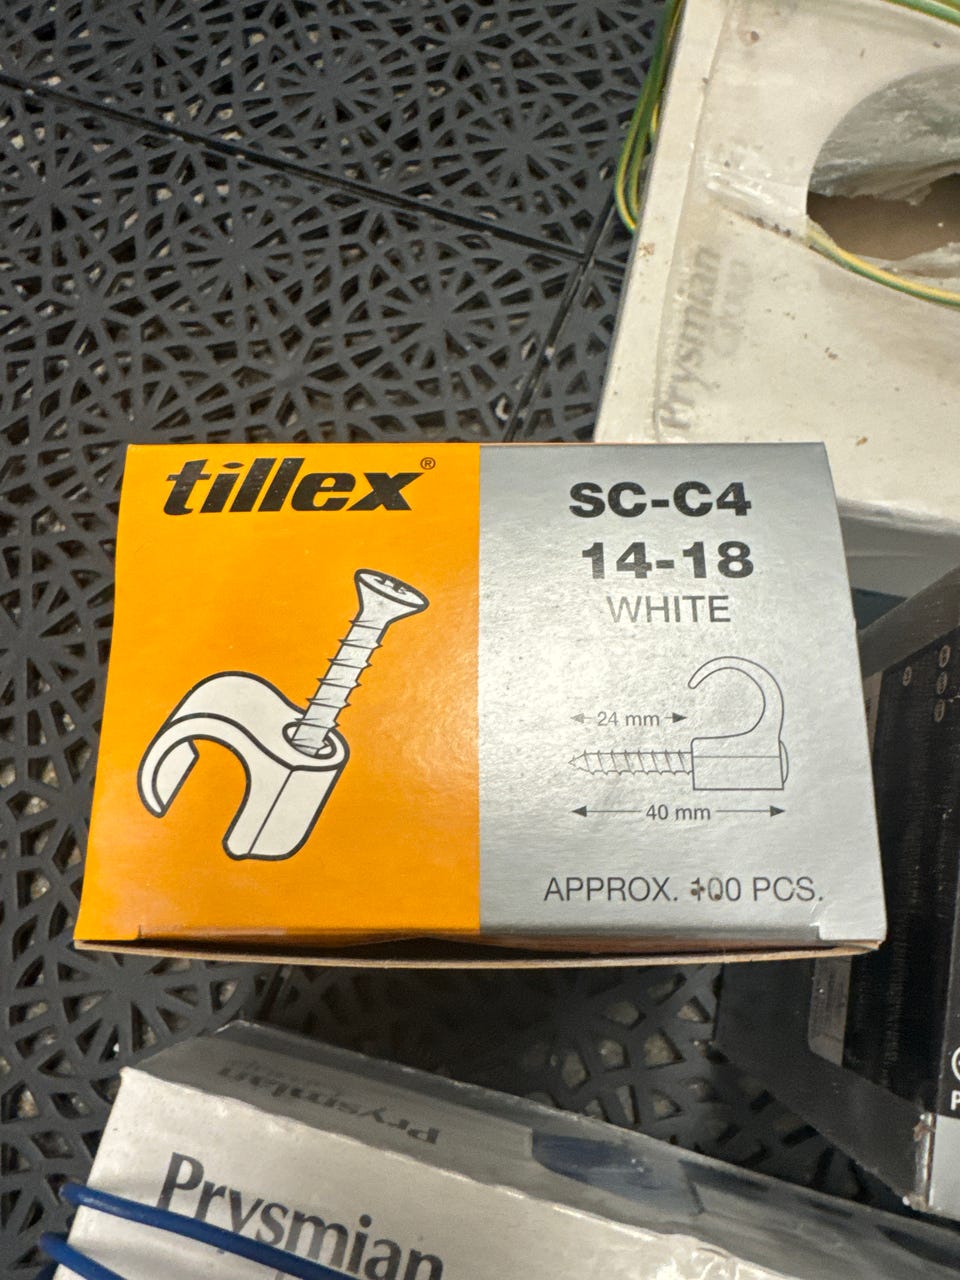 Prysmian
tillex®
SC-C4
14-18
WHITE
24 mm
40 mm
APPROX. 100 PCS.
Prysmian
Prysmian